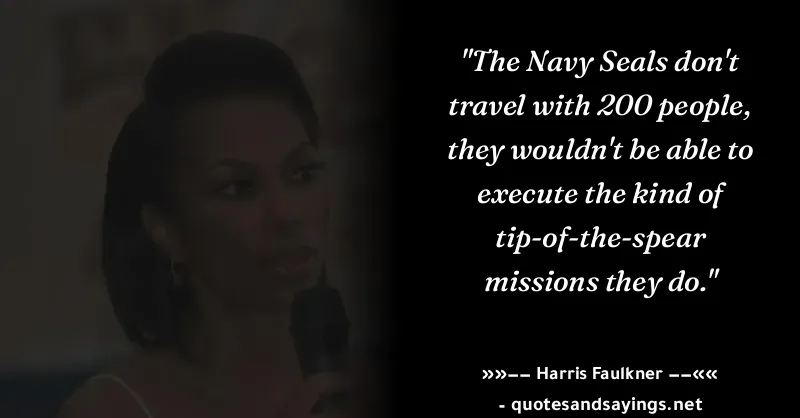 "The Navy Seals don't
travel with 200 people,
they wouldn't be able to
execute the kind of
tip-of-the-spear
missions they do."
»»-- Harris Faulkner --««
- quotesandsayings.net